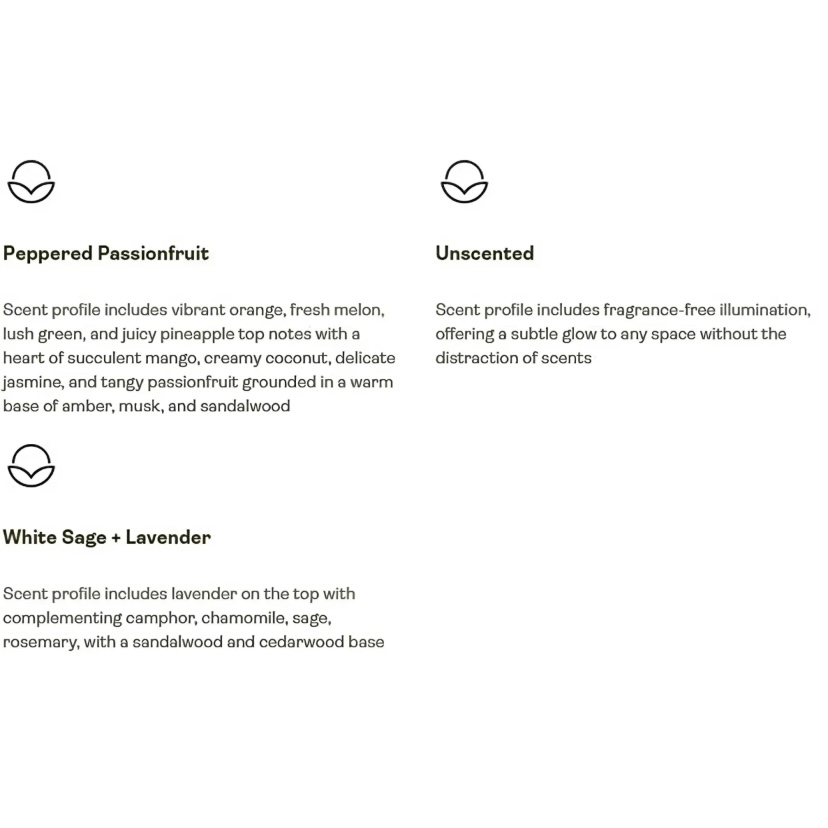 Peppered Passionfruit
Scent profile includes vibrant orange, fresh melon,
lush green, and juicy pineapple top notes with a
heart of succulent mango, creamy coconut, delicate
jasmine, and tangy passionfruit grounded in a warm
base of amber, musk, and sandalwood
Unscented
Scent profile includes fragrance-free illumination,
offering a subtle glow to any space without the
distraction of scents
White Sage + Lavender
Scent profile includes lavender on the top with
complementing camphor, chamomile, sage,
rosemary, with a sandalwood and cedarwood base